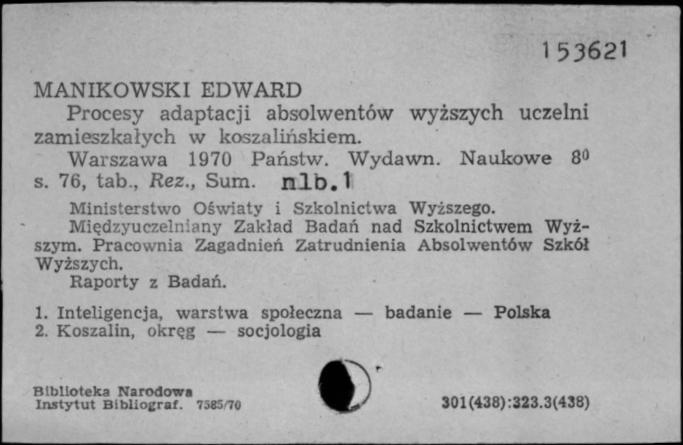 153621
MANIKOWSKI EDWARD
Procesy adaptacji absolwentów wyższych uczelni
zamieszkałych w koszalińskiem.
Warszawa 1970 Państw. Wydawn. Naukowe 8⁰
s. 76, tab., Rez., Sum. nlb.1
Ministerstwo Oświaty i Szkolnictwa Wyższego.
Międzyuczelniany Zakład Badań nad Szkolnictwem Wyż-
szym. Pracownia Zagadnień Zatrudnienia Absolwentów Szkół
Wyższych.
Raporty z Badań.
1. Inteligencja, warstwa społeczna — badanie — Polska
2. Koszalin, okręg — socjologia
Biblioteka Narodowa
Instytut Bibliograf. 7585/70
301(438):323.3(438)